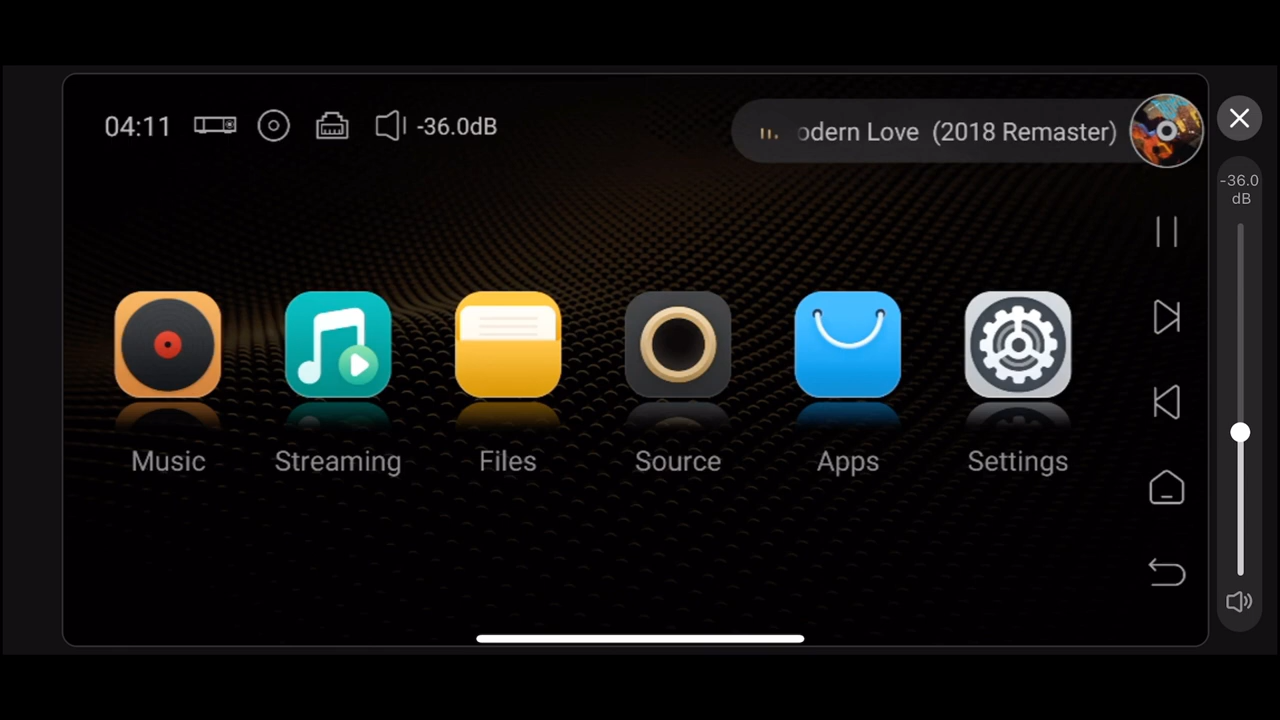 04:11 -36.0dB
odern Love (2018 Remaster)
-36.0
dB
Music Streaming Files Source Apps Settings